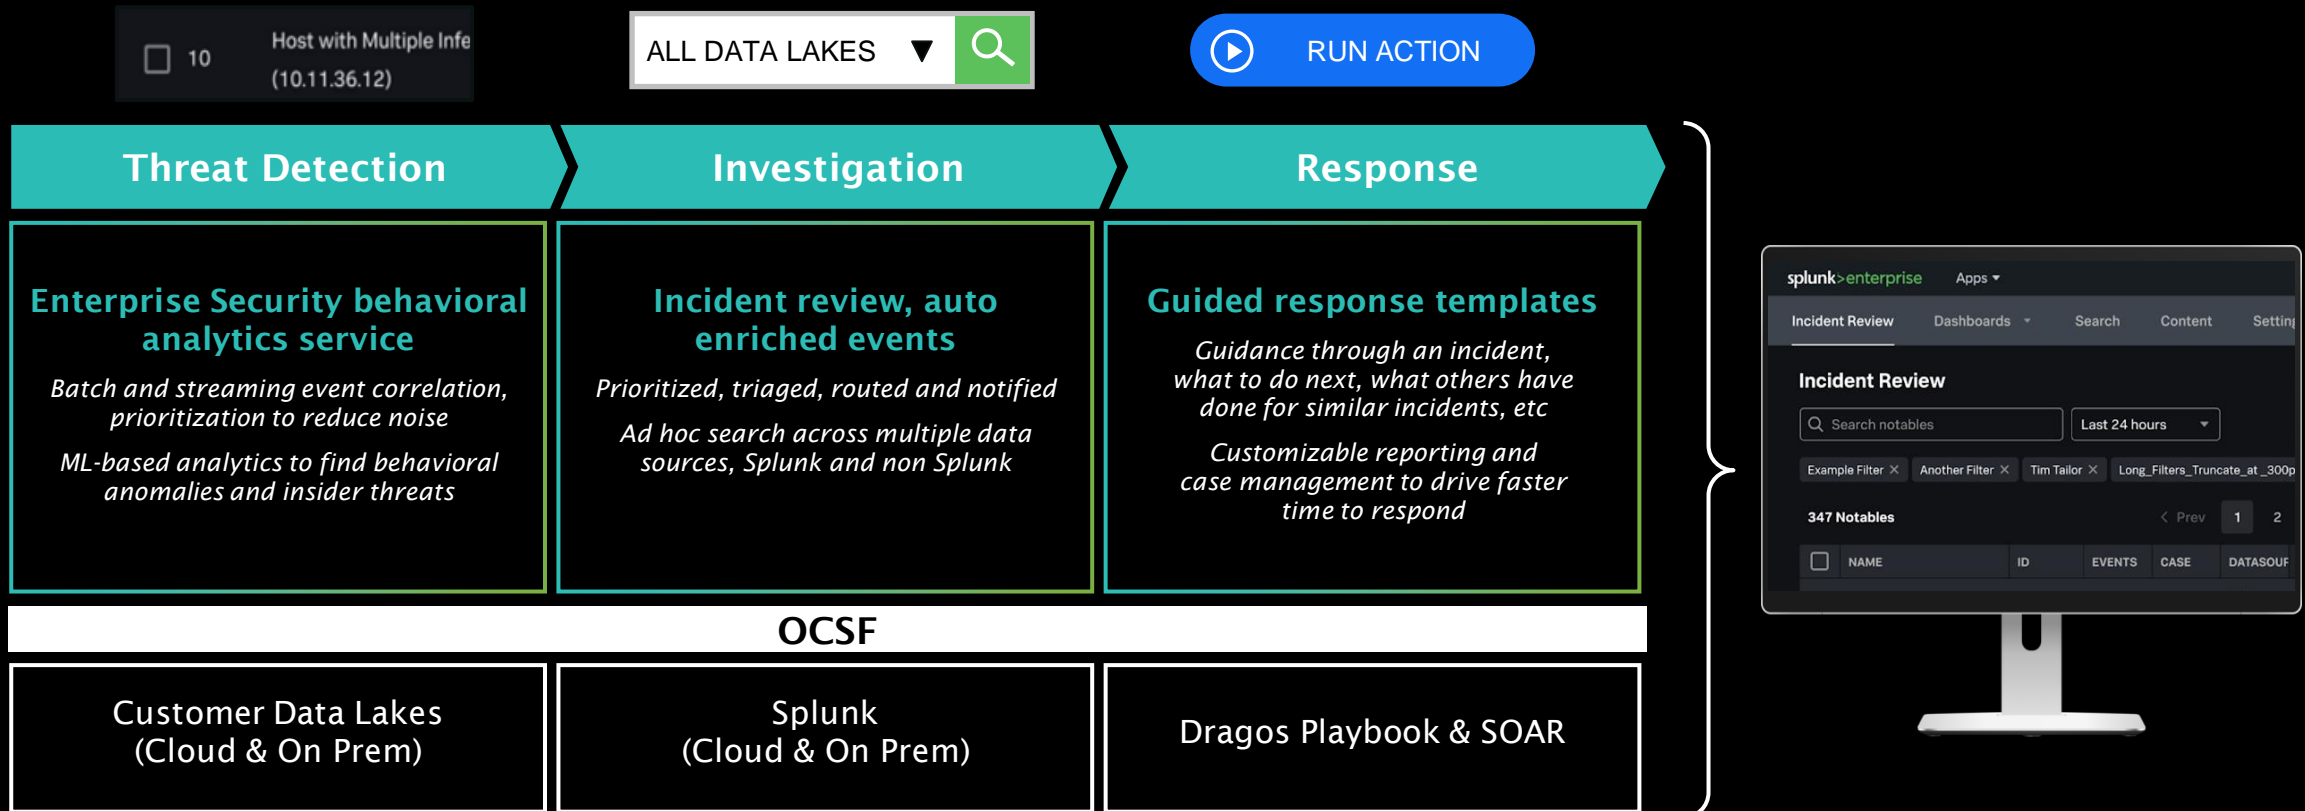 10
Host with Multiple Infe
(10.11.36.12)
ALL DATA LAKES
RUN ACTION
Threat Detection
Investigation
Response
Enterprise Security behavioral
analytics service
Batch and streaming event correlation,
prioritization to reduce noise
ML-based analytics to find behavioral
anomalies and insider threats
Incident review, auto
enriched events
Prioritized, triaged, routed and notified
Ad hoc search across multiple data
sources, Splunk and non Splunk
Guided response templates
Guidance through an incident,
what to do next, what others have
done for similar incidents, etc
Customizable reporting and
case management to drive faster
time to respond
OCSF
Customer Data Lakes
(Cloud & On Prem)
Splunk
(Cloud & On Prem)
Dragos Playbook & SOAR
splunk>enterprise Apps
Incident Review Dashboards Search Content Setting
Incident Review
Search notables Last 24 hours
Example Filter × Another Filter × Tim Tailor × Long_Filters_Truncate_at _300p
347 Notables < Prev 1 2
NAME ID EVENTS CASE DATASOUR